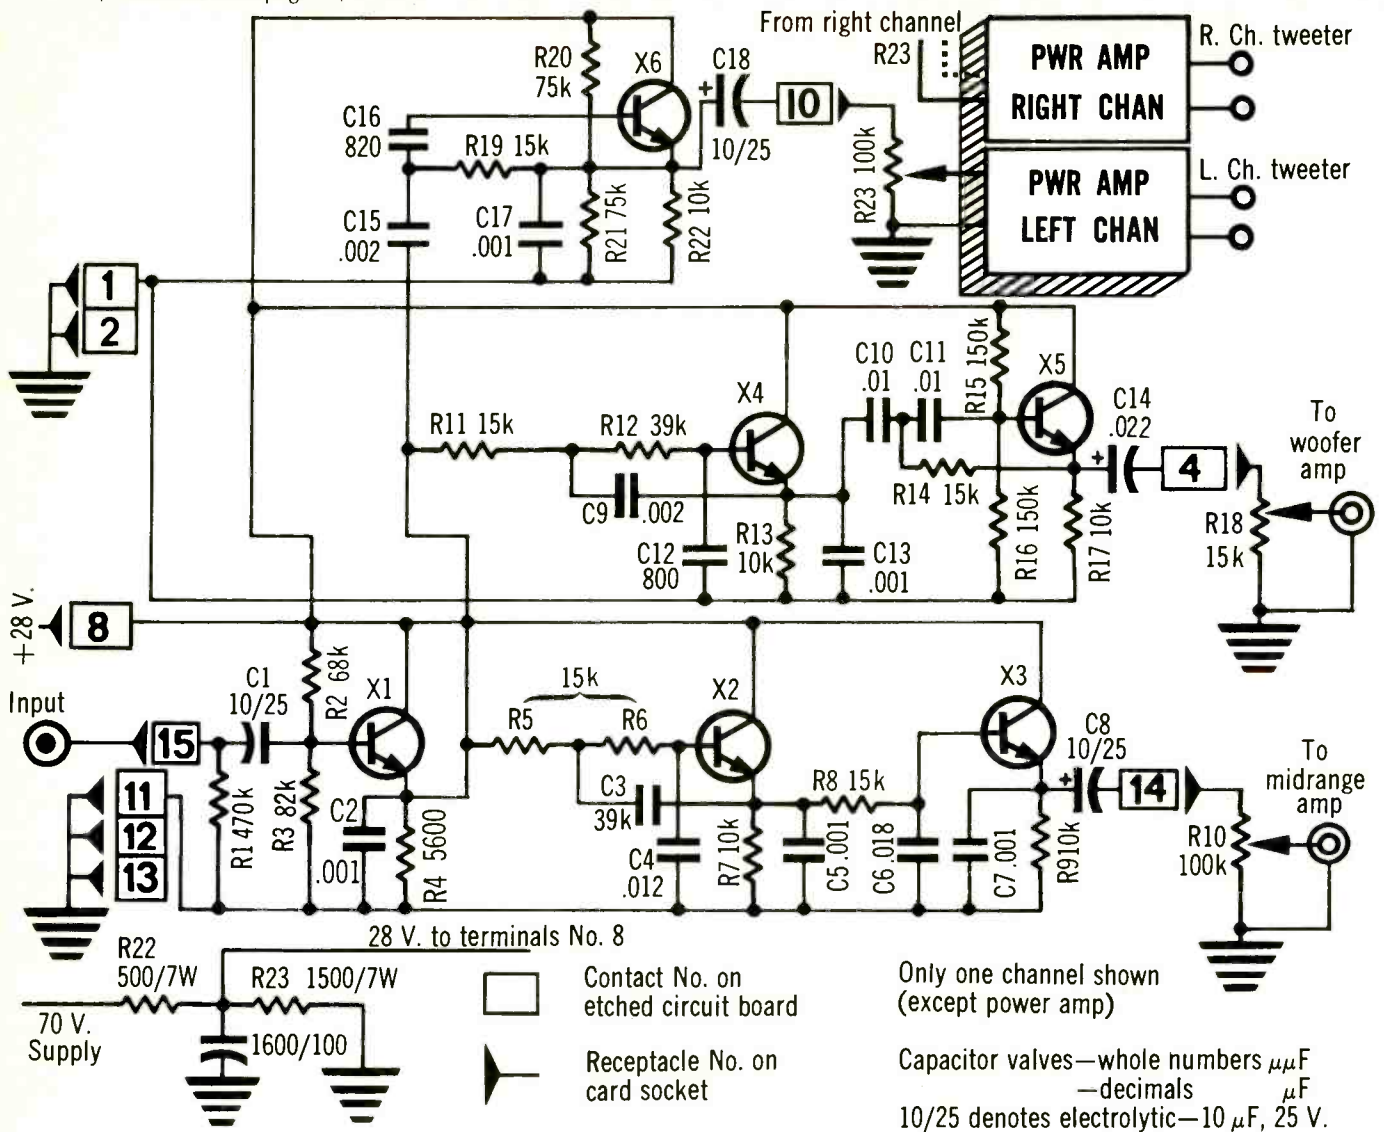 From right channel
R23
PWR AMP
RIGHT CHAN
R. Ch. tweeter
PWR AMP
LEFT CHAN
L. Ch. tweeter
R20
75k
X6
C18
10/25
10
R23 100k
C16
820
R19 15k
C15
.002
C17
.001
R21 75k
R22 10k
1
2
R11 15k
R12 39k
X4
C9 .002
C12
800
R13
10k
C13
.001
C10
.01
C11
.01
R15 150k
X5
R14 15k
R16 150k
R17 10k
C14
.022
4
R18
15k
To
woofer
amp
+28 V.
8
Input
15
C1
10/25
R2 68k
X1
R1 470k
R3 82k
C2
.001
R4 5600
11
12
13
15k
R5
R6
X2
C3
39k
C4
.012
R7 10k
C5 .001
R8 15k
C6 .018
X3
C7 .001
R9 10k
C8
10/25
14
R10
100k
To
midrange
amp
28 V. to terminals No. 8
R22
500/7W
R23 1500/7W
70 V.
Supply
1600/100
Contact No. on
etched circuit board
Receptacle No. on
card socket
Only one channel shown
(except power amp)
Capacitor valves—whole numbers μμF
—decimals μF
10/25 denotes electrolytic—10 μF, 25 V.